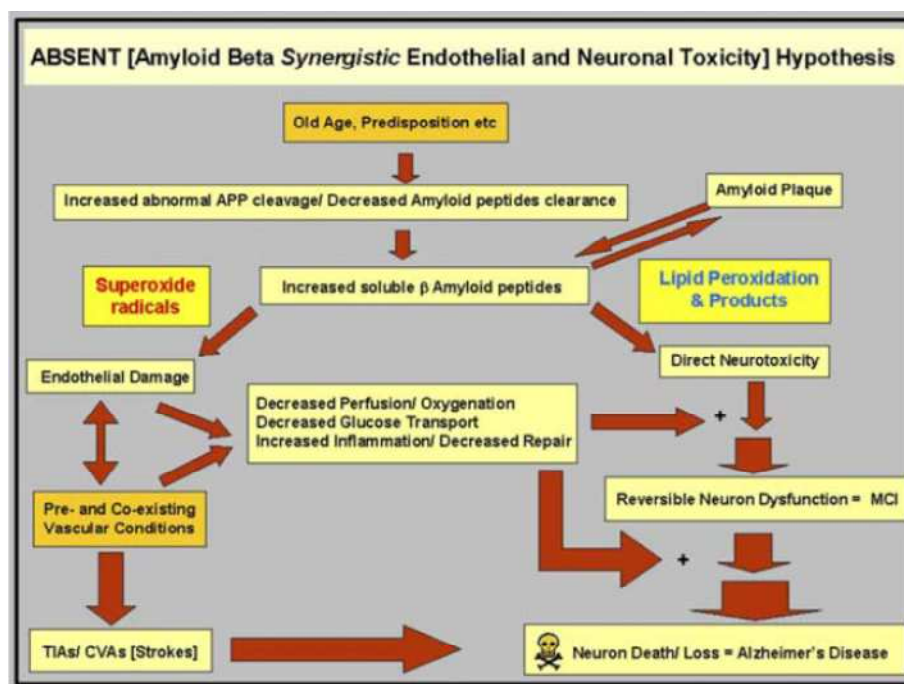 ABSENT [Amyloid Beta Synergistic Endothelial and Neuronal Toxicity] Hypothesis
Old Age, Predisposition etc
Increased abnormal APP cleavage/ Decreased Amyloid peptides clearance
Amyloid Plaque
Superoxide
radicals
Increased soluble β Amyloid peptides
Lipid Peroxidation
& Products
Endothelial Damage
Direct Neurotoxicity
Decreased Perfusion/ Oxygenation
Decreased Glucose Transport
Increased Inflammation/ Decreased Repair
+
Pre- and Co-existing
Vascular Conditions
Reversible Neuron Dysfunction = MCI
+
TIAs/ CVAs [Strokes]
Neuron Death/ Loss = Alzheimer's Disease